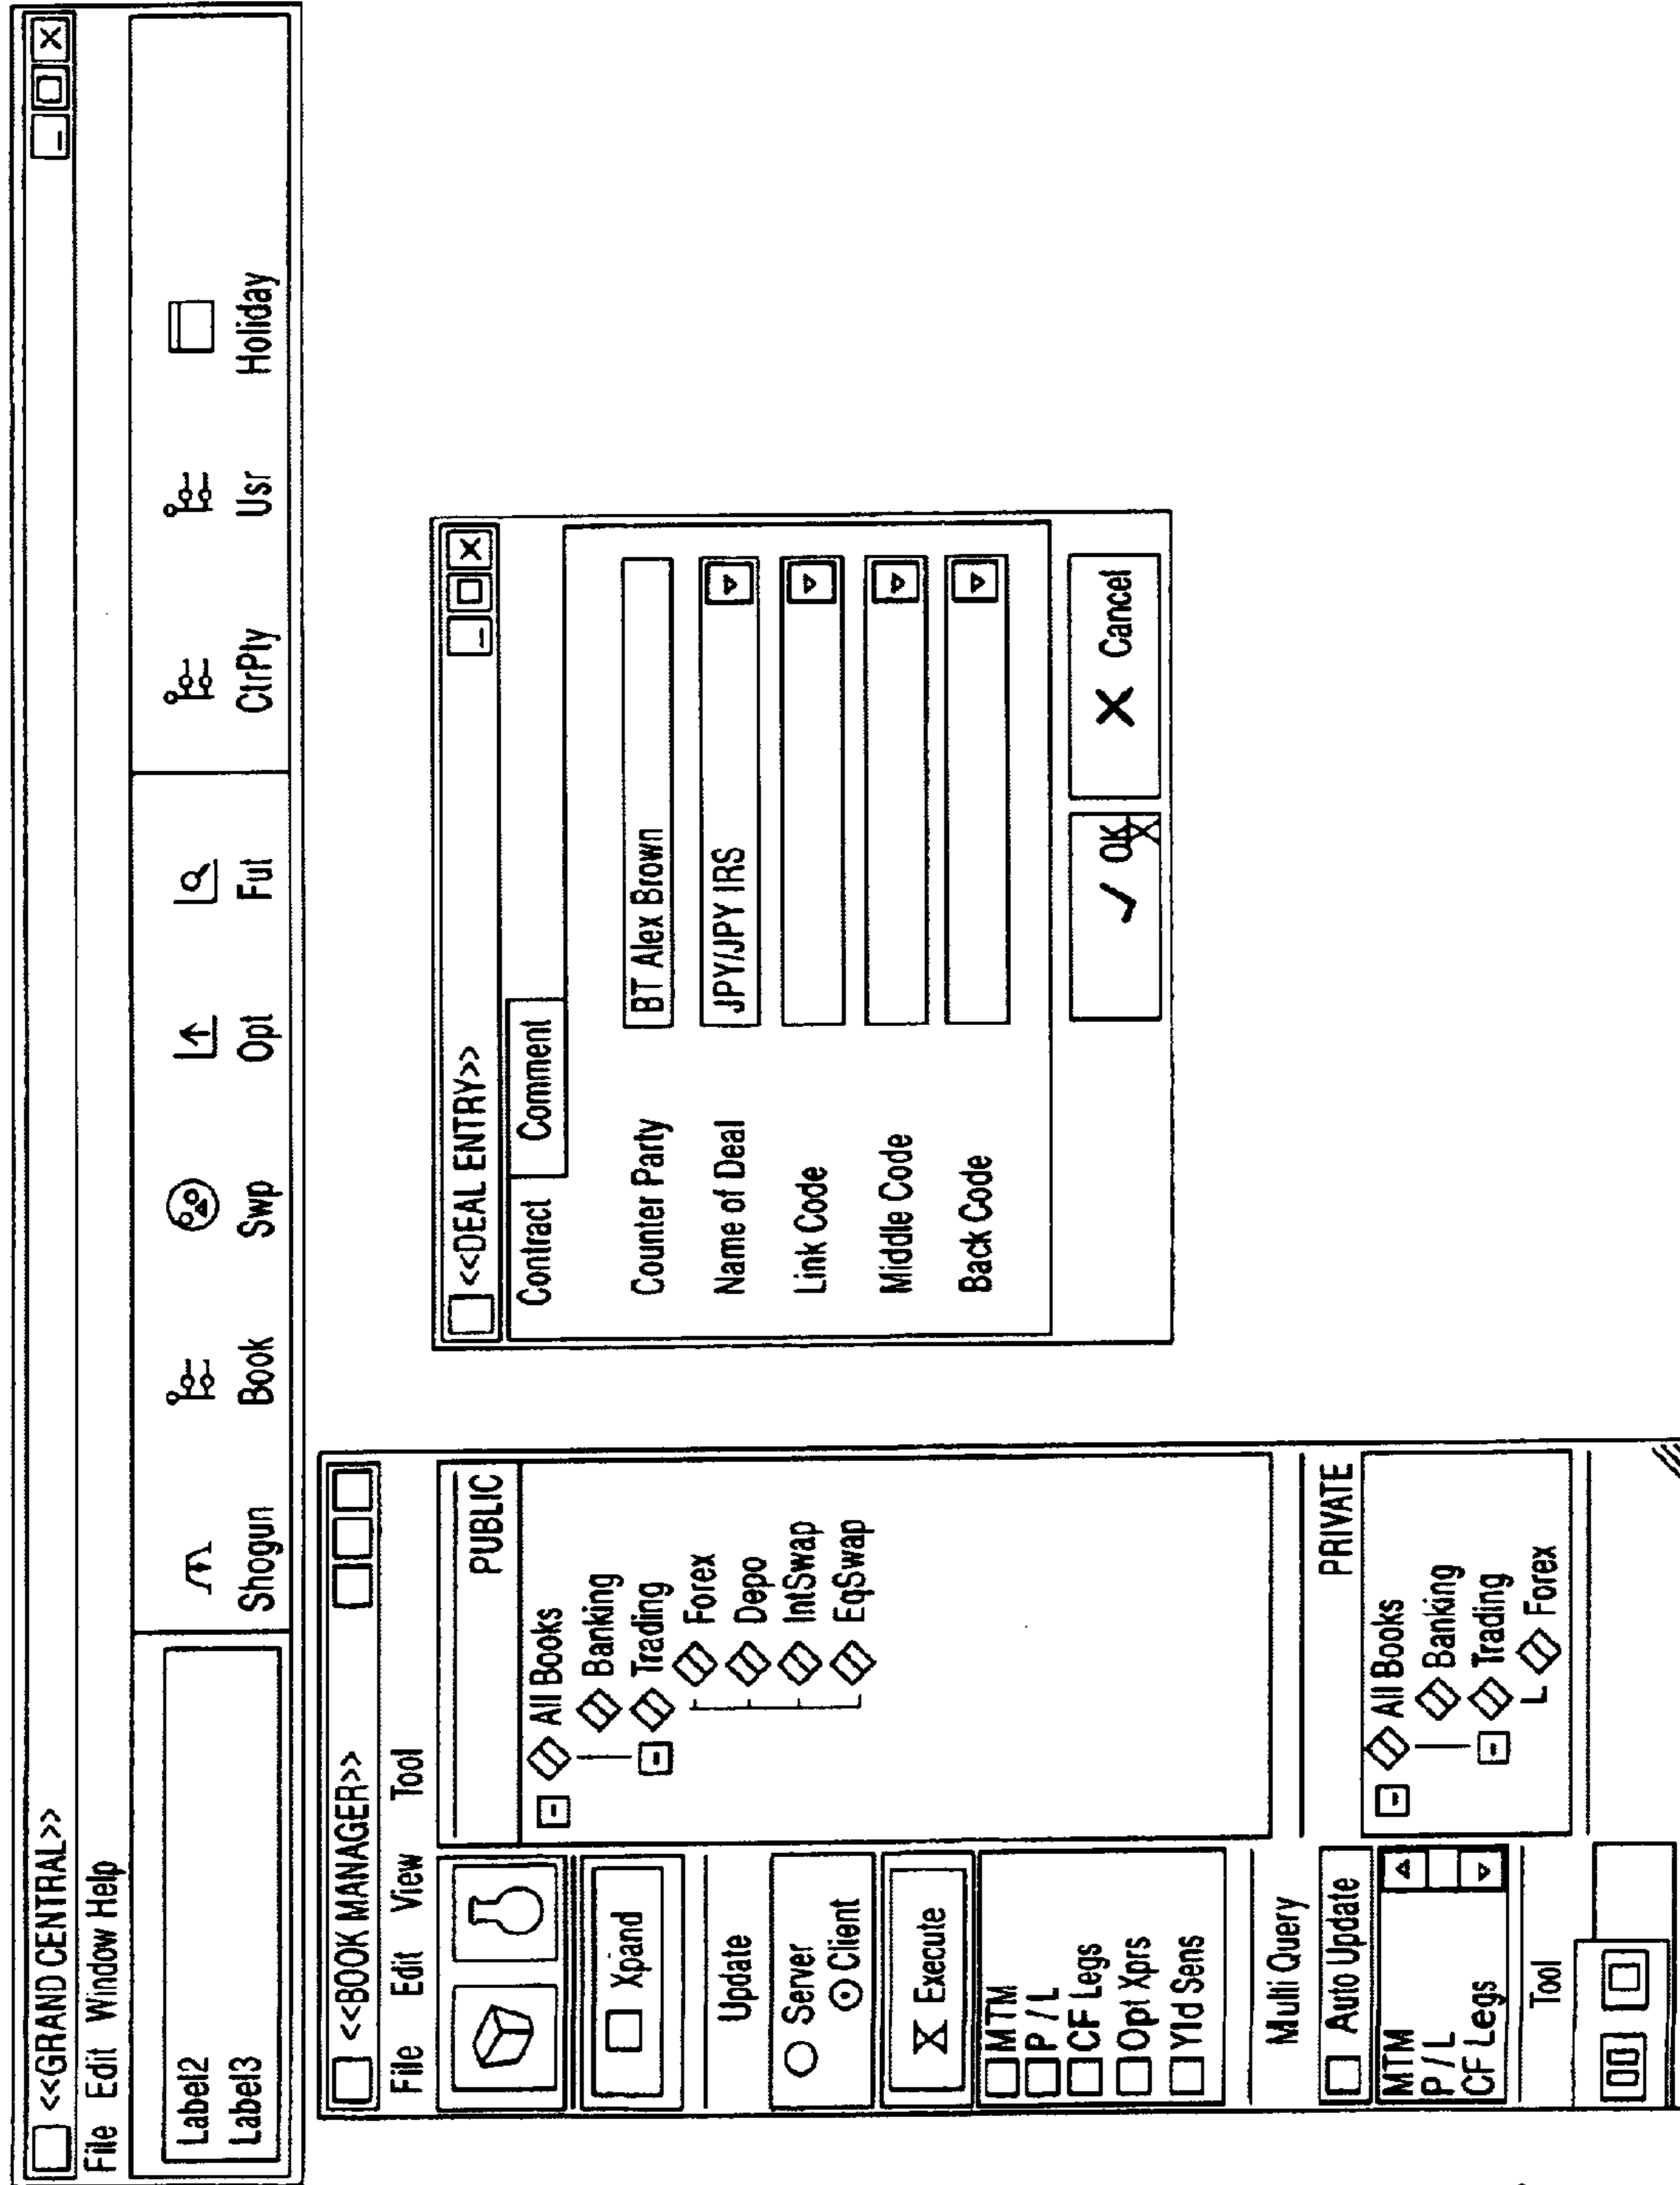 <<GRAND CENTRAL>>
File Edit Window Help
Label2
Label3
Shogun Book Swp Opt Fut CtrPty Usr Holiday
<<BOOK MANAGER>>
File Edit View Tool
Xpand
Update
Server
Client
Execute
MTM
P / L
CF Legs
Opt Xprs
Yld Sens
Multi Query
Auto Update
MTM
P / L
CF Legs
Tool
PUBLIC
All Books
Banking
Trading
Forex
Depo
IntSwap
EqSwap
PRIVATE
All Books
Banking
Trading
Forex
<<DEAL ENTRY>>
Contract Comment
Counter Party BT Alex Brown
Name of Deal JPY/JPY IRS
Link Code
Middle Code
Back Code
OK Cancel